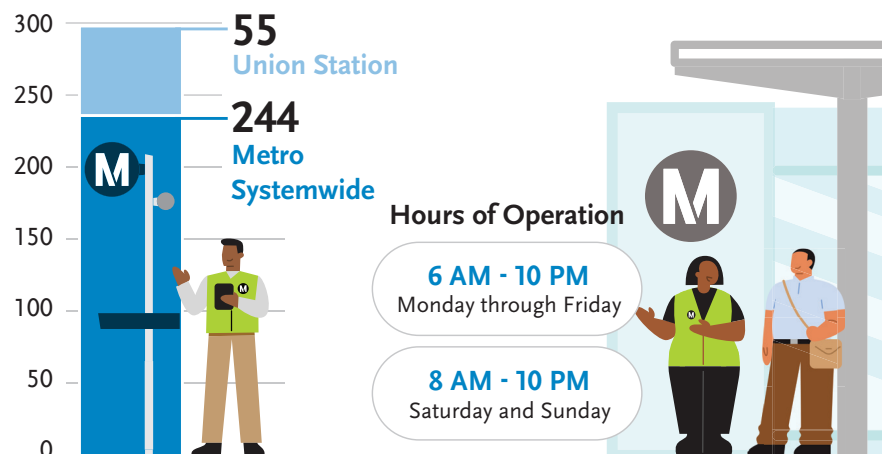 300
250
200
150
100
50
0
55
Union Station
244
Metro
Systemwide
M
M
Hours of Operation
6 AM - 10 PM
Monday through Friday
8 AM - 10 PM
Saturday and Sunday
M
M